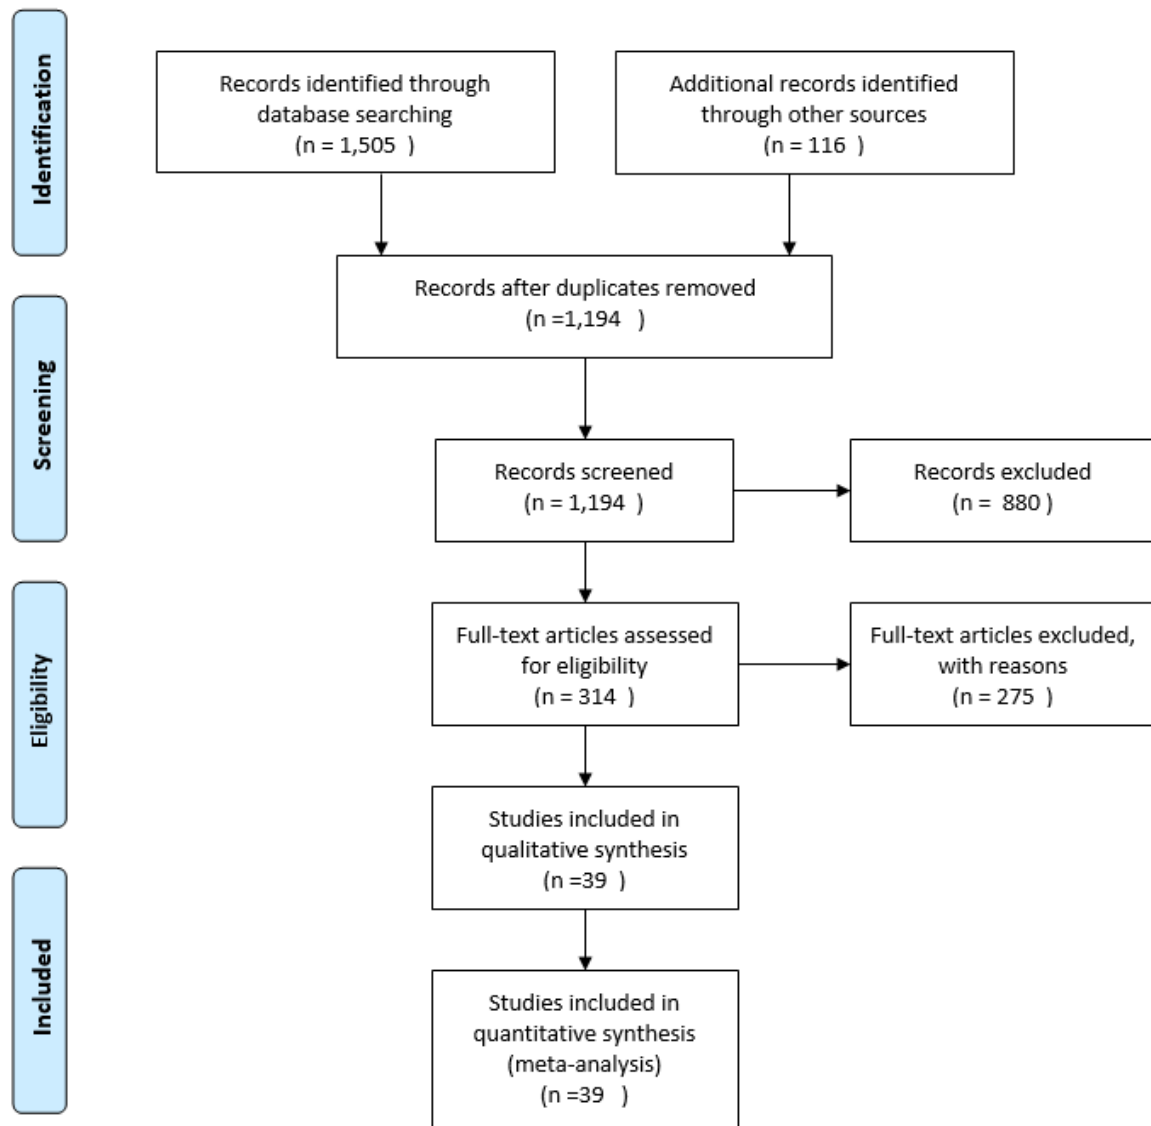 Identification
Records identified through
database searching
(n = 1,505  )
Additional records identified
through other sources
(n = 116  )
Records after duplicates removed
(n =1,194   )
Screening
Records screened
(n = 1,194  )
Records excluded
(n =  880 )
Eligibility
Full-text articles assessed
for eligibility
(n = 314  )
Full-text articles excluded,
with reasons
(n = 275  )
Studies included in
qualitative synthesis
(n =39   )
Included
Studies included in
quantitative synthesis
(meta-analysis)
(n =39   )